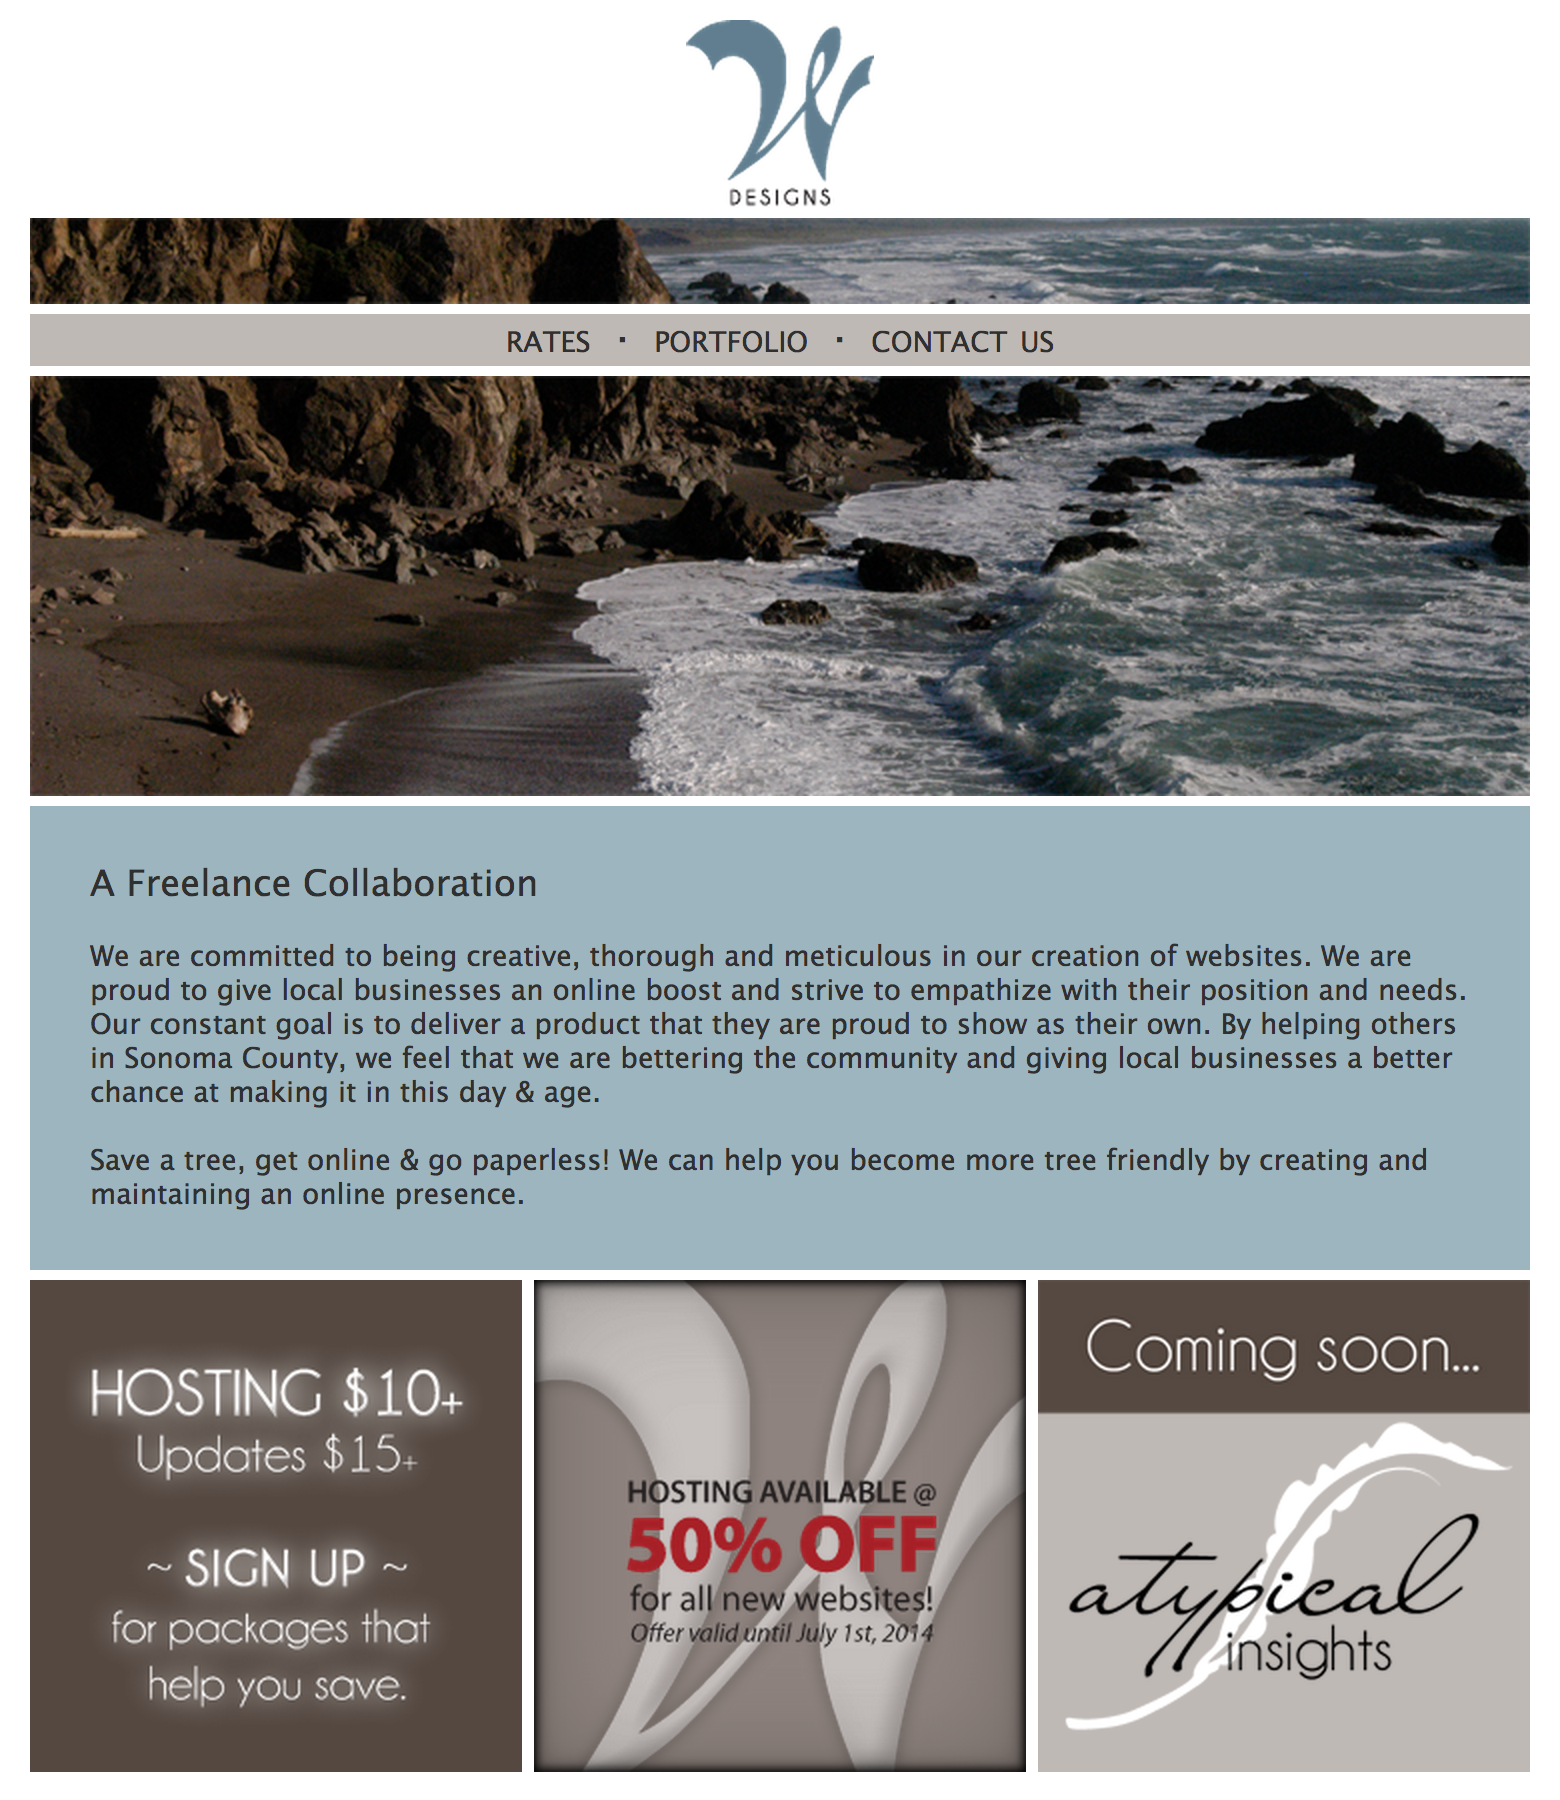 W
DESIGNS
RATES · PORTFOLIO · CONTACT US
A Freelance Collaboration
We are committed to being creative, thorough and meticulous in our creation of websites. We are
proud to give local businesses an online boost and strive to empathize with their position and needs.
Our constant goal is to deliver a product that they are proud to show as their own. By helping others
in Sonoma County, we feel that we are bettering the community and giving local businesses a better
chance at making it in this day & age.
Save a tree, get online & go paperless! We can help you become more tree friendly by creating and
maintaining an online presence.
HOSTING $10+
Updates $15+
~ SIGN UP ~
for packages that
help you save.
W
HOSTING AVAILABLE @
50% OFF
for all new websites!
Offer valid until July 1st, 2014
Coming soon...
atypical
insights